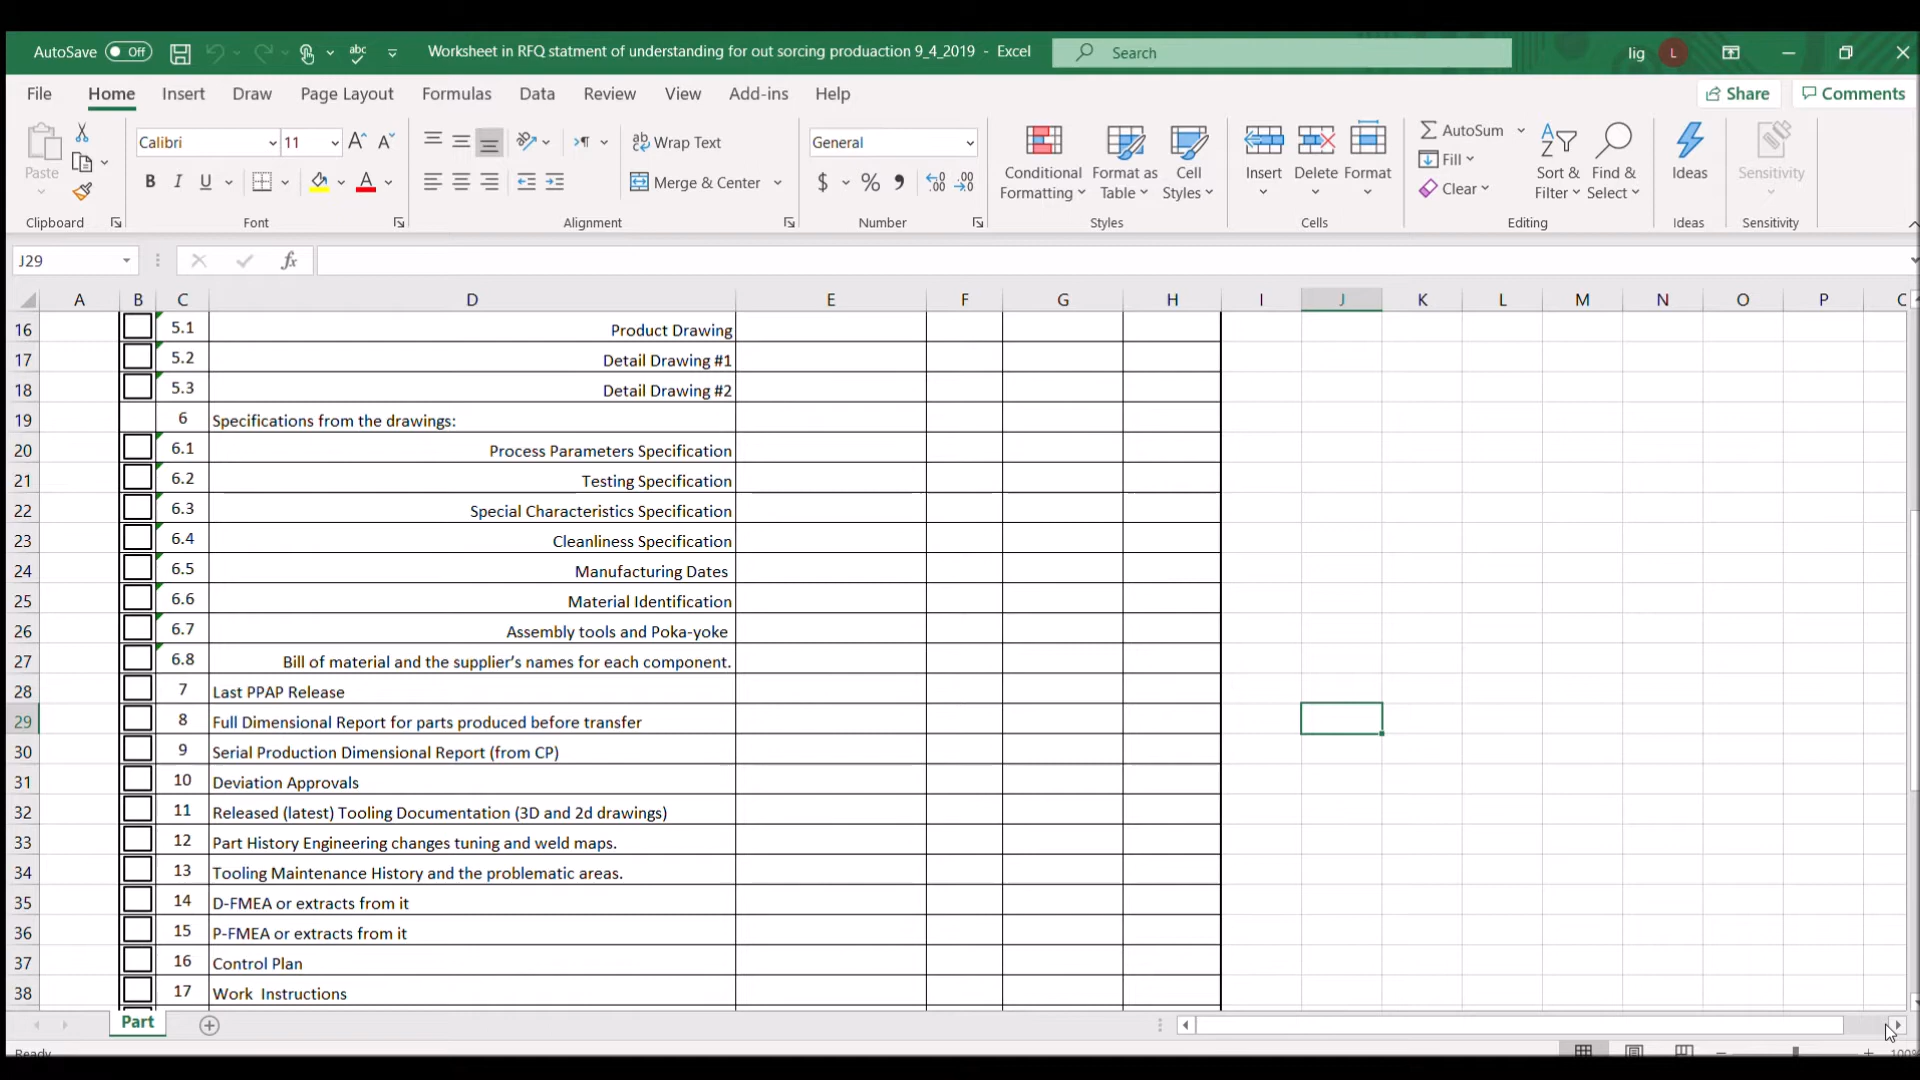 AutoSave Off
Worksheet in RFQ statment of understanding for out sorcing produaction 9_4_2019 - Excel
Search
lig L
File Home Insert Draw Page Layout Formulas Data Review View Add-ins Help
Share Comments
Paste
Clipboard
Calibri 11
B I U
Font
Wrap Text
Merge & Center
Alignment
General
$ % 9
Number
Conditional Formatting
Format as Table
Cell Styles
Styles
Insert Delete Format
Cells
AutoSum
Fill
Clear
Sort & Filter
Find & Select
Editing
Ideas
Ideas
Sensitivity
Sensitivity
J29 fx
A B C D E F G H I J K L M N O P
16 5.1 Product Drawing
17 5.2 Detail Drawing #1
18 5.3 Detail Drawing #2
19 6 Specifications from the drawings:
20 6.1 Process Parameters Specification
21 6.2 Testing Specification
22 6.3 Special Characteristics Specification
23 6.4 Cleanliness Specification
24 6.5 Manufacturing Dates
25 6.6 Material Identification
26 6.7 Assembly tools and Poka-yoke
27 6.8 Bill of material and the supplier's names for each component.
28 7 Last PPAP Release
29 8 Full Dimensional Report for parts produced before transfer
30 9 Serial Production Dimensional Report (from CP)
31 10 Deviation Approvals
32 11 Released (latest) Tooling Documentation (3D and 2d drawings)
33 12 Part History Engineering changes tuning and weld maps.
34 13 Tooling Maintenance History and the problematic areas.
35 14 D-FMEA or extracts from it
36 15 P-FMEA or extracts from it
37 16 Control Plan
38 17 Work Instructions
Part
Ready
100%